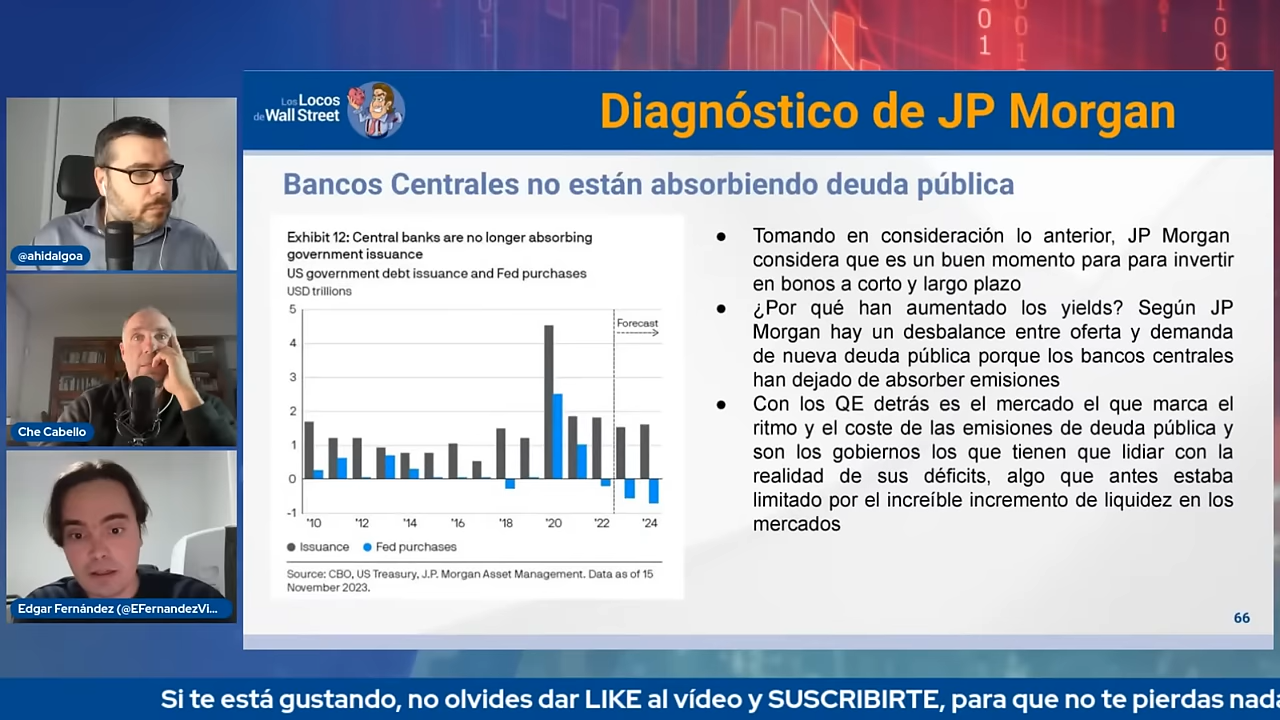 Los Locos
de Wall Street
Diagnóstico de JP Morgan
Bancos Centrales no están absorbiendo deuda pública
Exhibit 12: Central banks are no longer absorbing
government issuance
US government debt issuance and Fed purchases
USD trillions
5
4
3
2
1
0
-1
Forecast
'10
'12
'14
'16
'18
'20
'22
'24
Issuance
Fed purchases
Source: CBO, US Treasury, J.P. Morgan Asset Management. Data as of 15
November 2023.
● Tomando en consideración lo anterior, JP Morgan
considera que es un buen momento para para invertir
en bonos a corto y largo plazo
● ¿Por qué han aumentado los yields? Según JP
Morgan hay un desbalance entre oferta y demanda
de nueva deuda pública porque los bancos centrales
han dejado de absorber emisiones
● Con los QE detrás es el mercado el que marca el
ritmo y el coste de las emisiones de deuda pública y
son los gobiernos los que tienen que lidiar con la
realidad de sus déficits, algo que antes estaba
limitado por el increíble incremento de liquidez en los
mercados
66
@ahidalgoa
Che Cabello
Edgar Fernández (@EFernandezVi...
Si te está gustando, no olvides dar LIKE al vídeo y SUSCRIBIRTE, para que no te pierdas nada